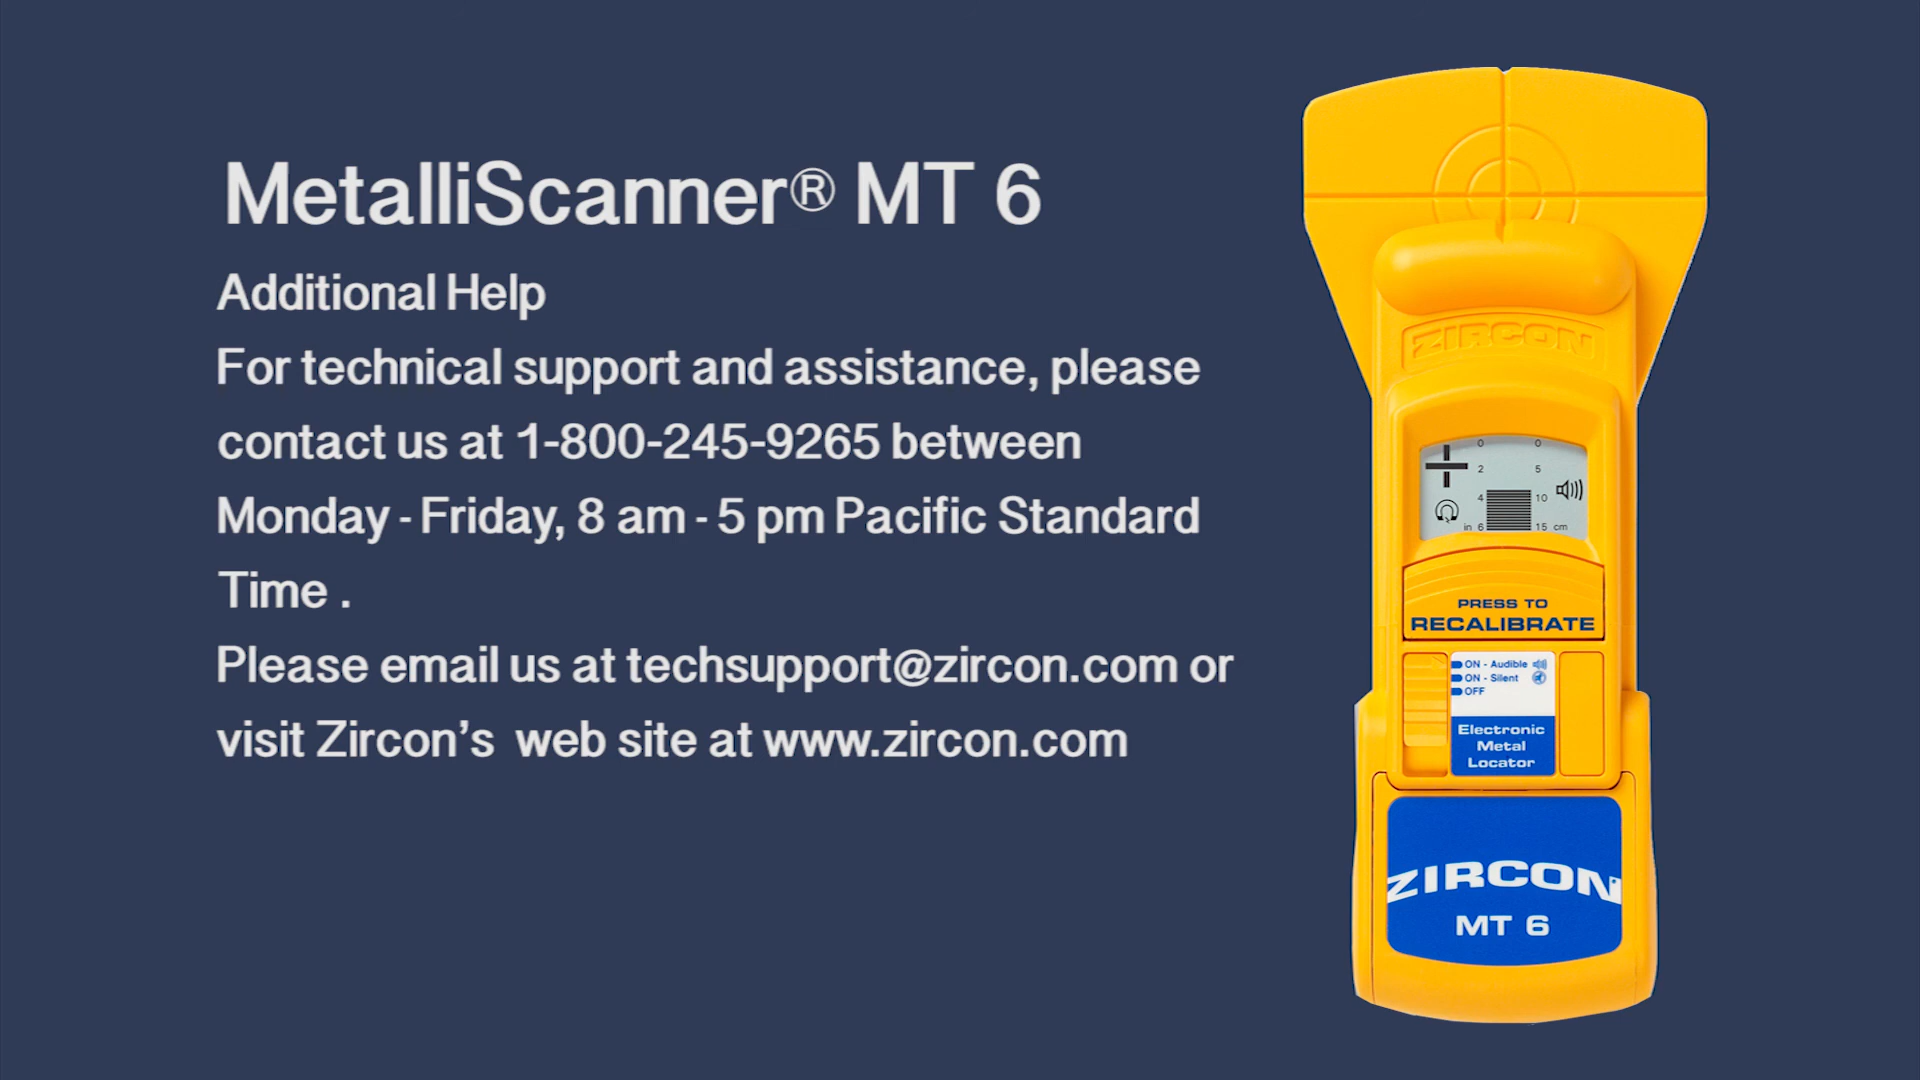 MetalliScanner® MT 6
Additional Help
For technical support and assistance, please
contact us at 1-800-245-9265 between
Monday - Friday, 8 am - 5 pm Pacific Standard
Time .
Please email us at techsupport@zircon.com or
visit Zircon’s  web site at www.zircon.com
ZIRCON
0 0
2 5
4 10
in 6 15 cm
PRESS TO
RECALIBRATE
ON - Audible
ON - Silent
OFF
Electronic
Metal
Locator
ZIRCON
MT 6